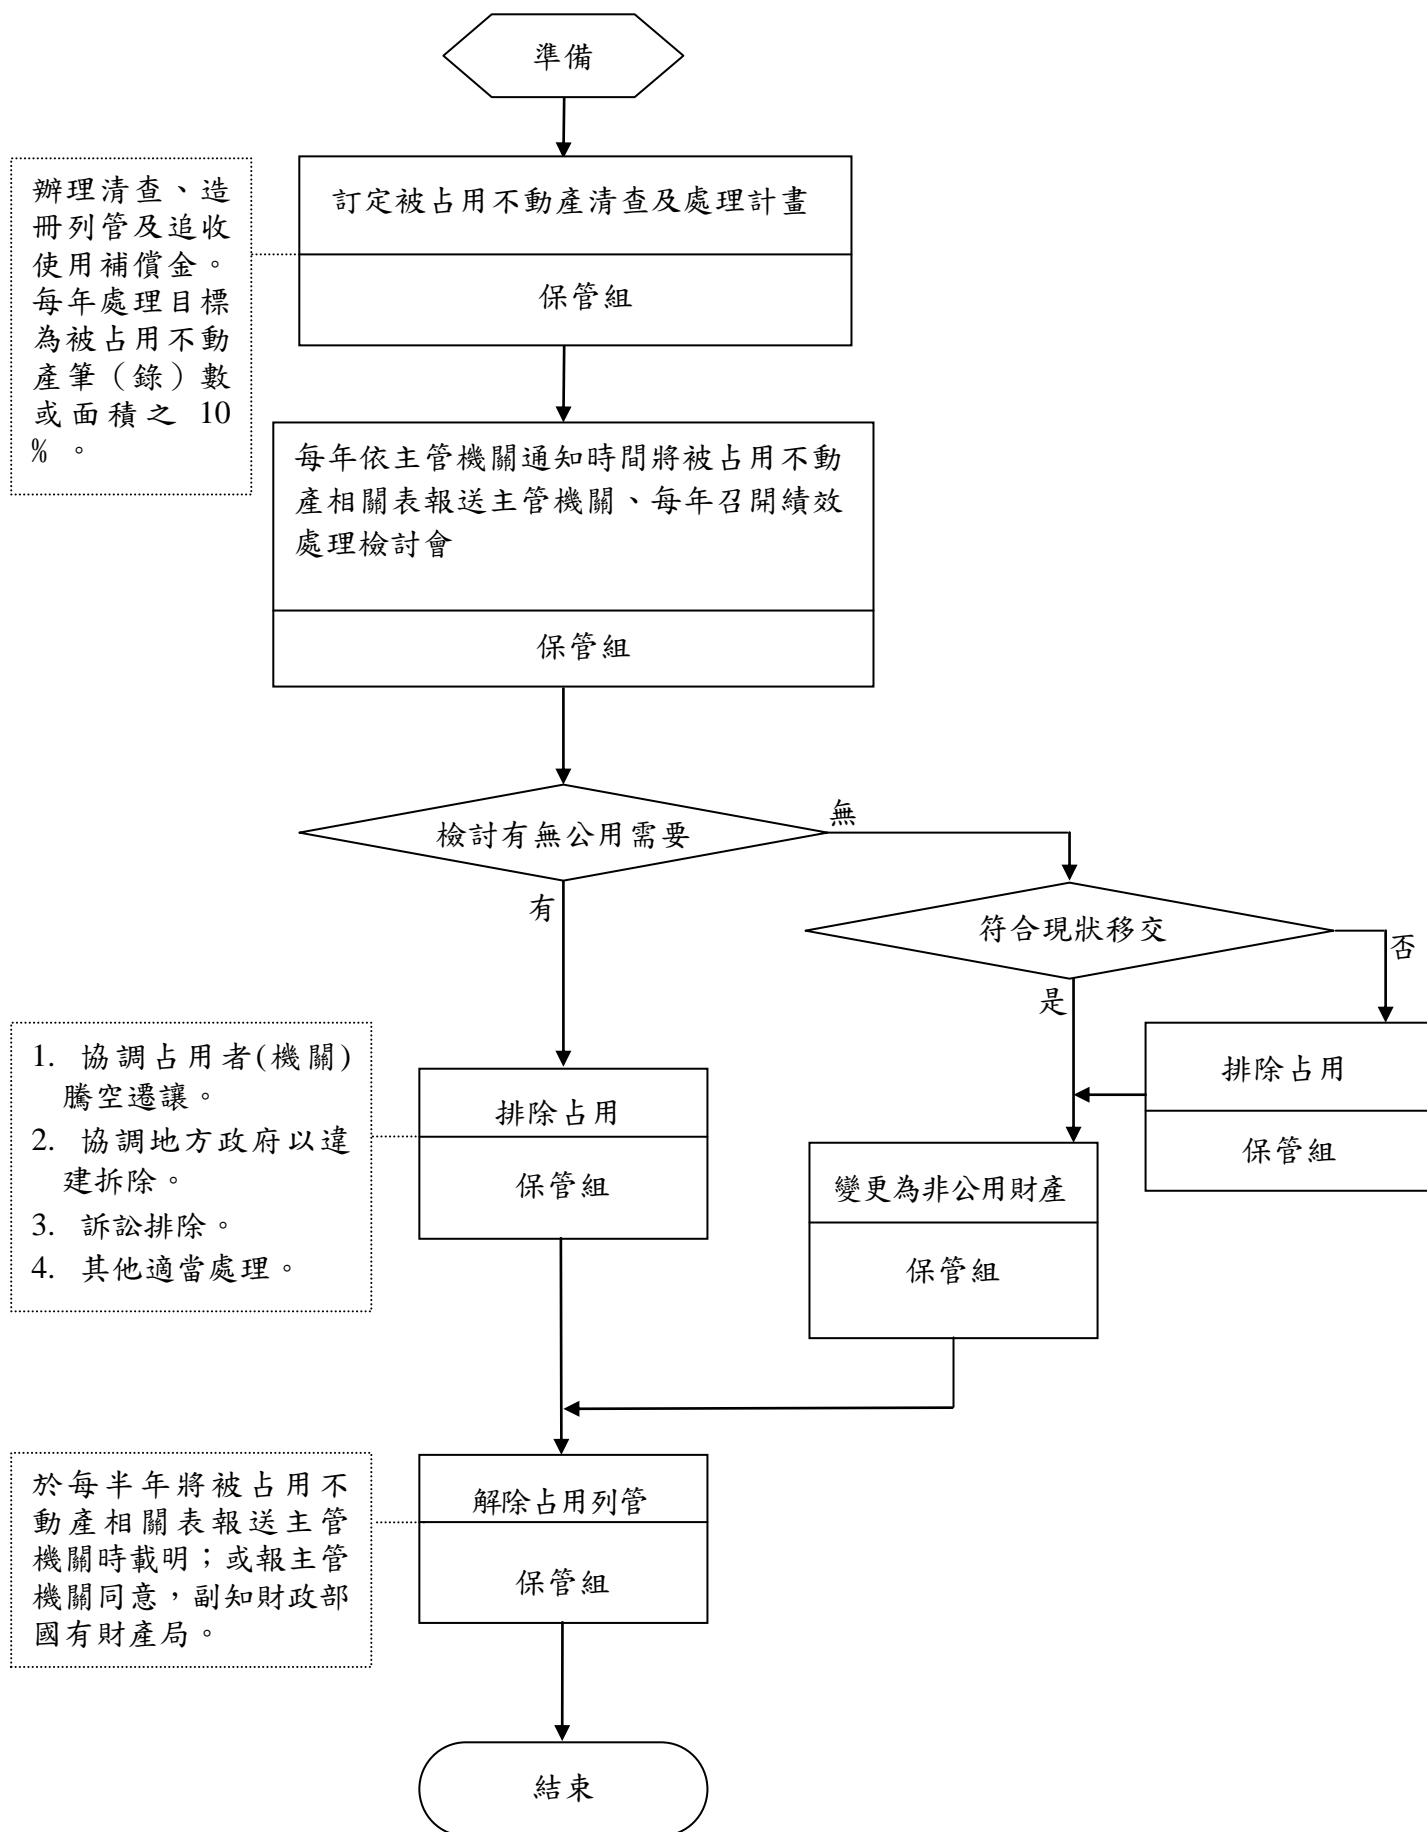 準備
辦理清查、造
冊列管及追收
使用補償金。
每年處理目標
為被占用不動
產筆（錄）數
或面積之 10
% 。
訂定被占用不動產清查及處理計畫
保管組
每年依主管機關通知時間將被占用不動
產相關表報送主管機關、每年召開績效
處理檢討會
保管組
檢討有無公用需要
無
有
符合現狀移交
否
是
1. 協調占用者(機關)
騰空遷讓。
2. 協調地方政府以違
建拆除。
3. 訴訟排除。
4. 其他適當處理。
排除占用
保管組
排除占用
保管組
變更為非公用財產
保管組
於每半年將被占用不
動產相關表報送主管
機關時載明；或報主管
機關同意，副知財政部
國有財產局。
解除占用列管
保管組
結束